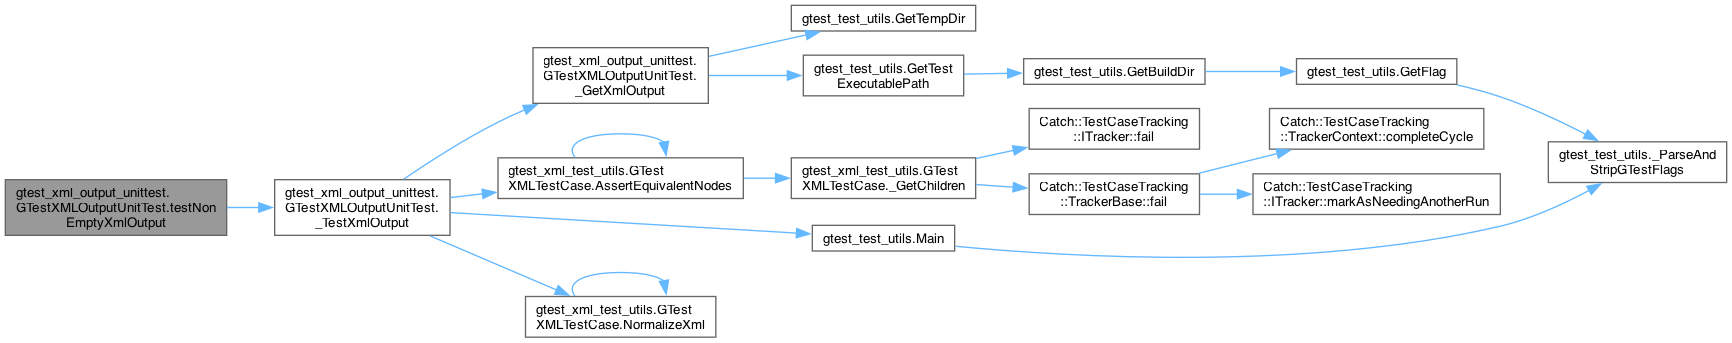 gtest_xml_output_unittest.
GTestXMLOutputUnitTest.testNon
EmptyXmlOutput
gtest_xml_output_unittest.
GTestXMLOutputUnitTest.
_TestXmlOutput
gtest_xml_output_unittest.
GTestXMLOutputUnitTest.
_GetXmlOutput
gtest_test_utils.GetTempDir
gtest_test_utils.GetTest
ExecutablePath
gtest_test_utils.GetBuildDir
gtest_test_utils.GetFlag
gtest_test_utils._ParseAnd
StripGTestFlags
gtest_xml_test_utils.GTest
XMLTestCase.AssertEquivalentNodes
gtest_xml_test_utils.GTest
XMLTestCase._GetChildren
Catch::TestCaseTracking
::ITracker::fail
Catch::TestCaseTracking
::TrackerBase::fail
Catch::TestCaseTracking
::TrackerContext::completeCycle
Catch::TestCaseTracking
::ITracker::markAsNeedingAnotherRun
gtest_test_utils.Main
gtest_xml_test_utils.GTest
XMLTestCase.NormalizeXml